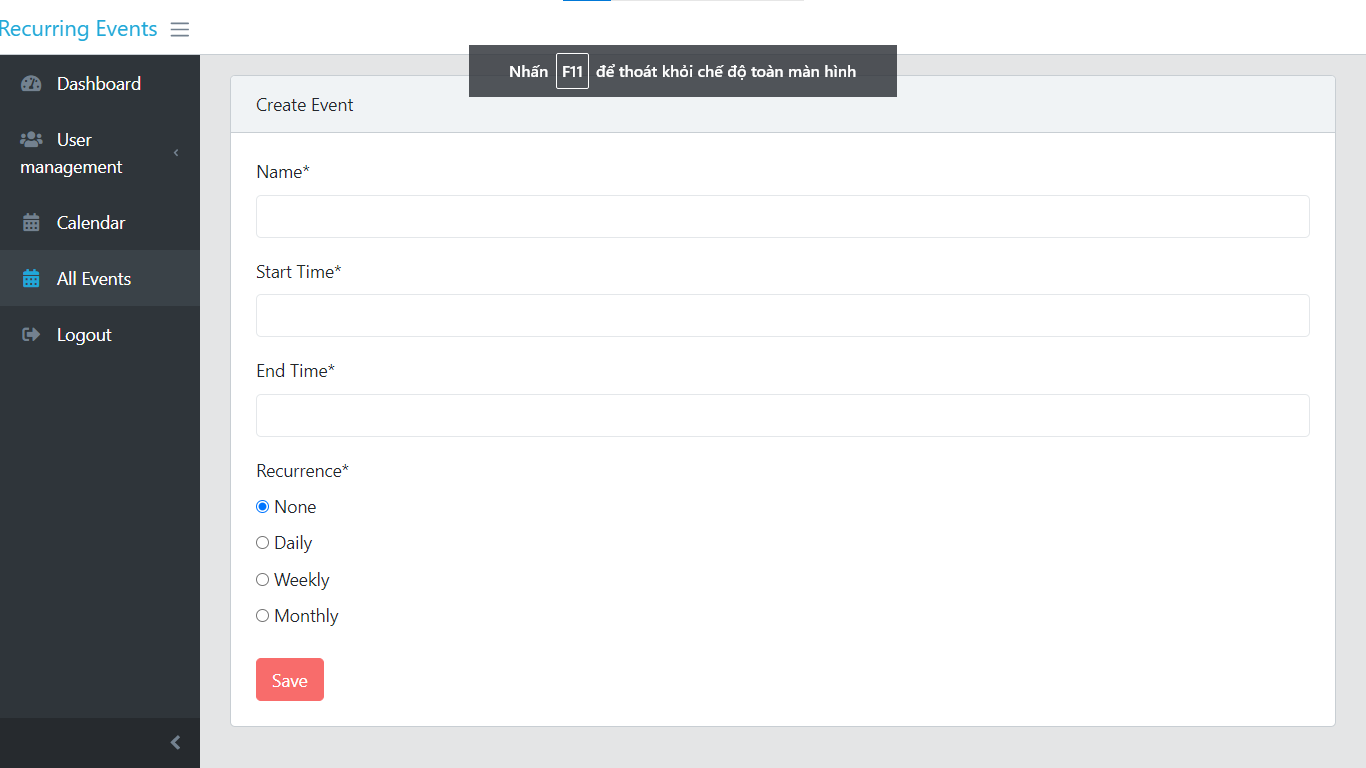 Recurring Events
Nhấn F11 để thoát khỏi chế độ toàn màn hình
Dashboard
User
management
Calendar
All Events
Logout
Create Event
Name*
Start Time*
End Time*
Recurrence*
None
Daily
Weekly
Monthly
Save